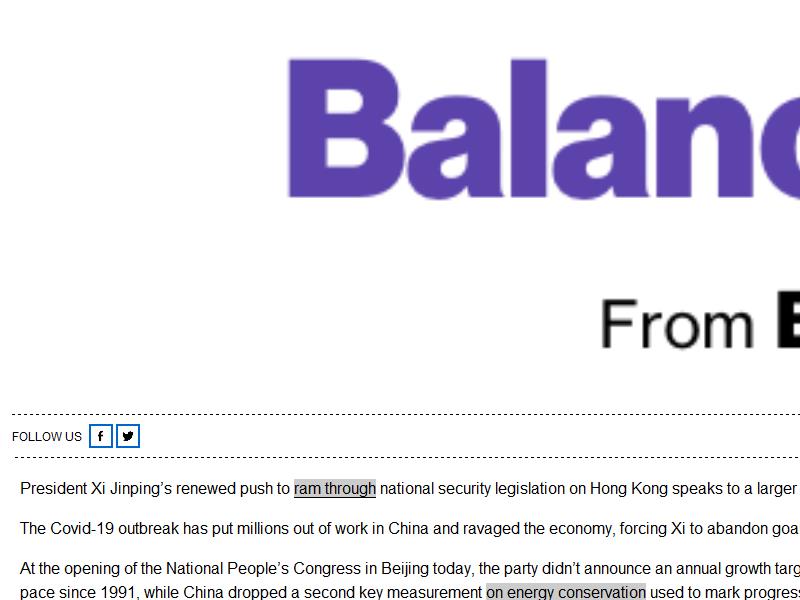 Balanc
From B
FOLLOW US
President Xi Jinping’s renewed push to ram through national security legislation on Hong Kong speaks to a larger
The Covid-19 outbreak has put millions out of work in China and ravaged the economy, forcing Xi to abandon goa
At the opening of the National People’s Congress in Beijing today, the party didn’t announce an annual growth targ
pace since 1991, while China dropped a second key measurement on energy conservation used to mark progres